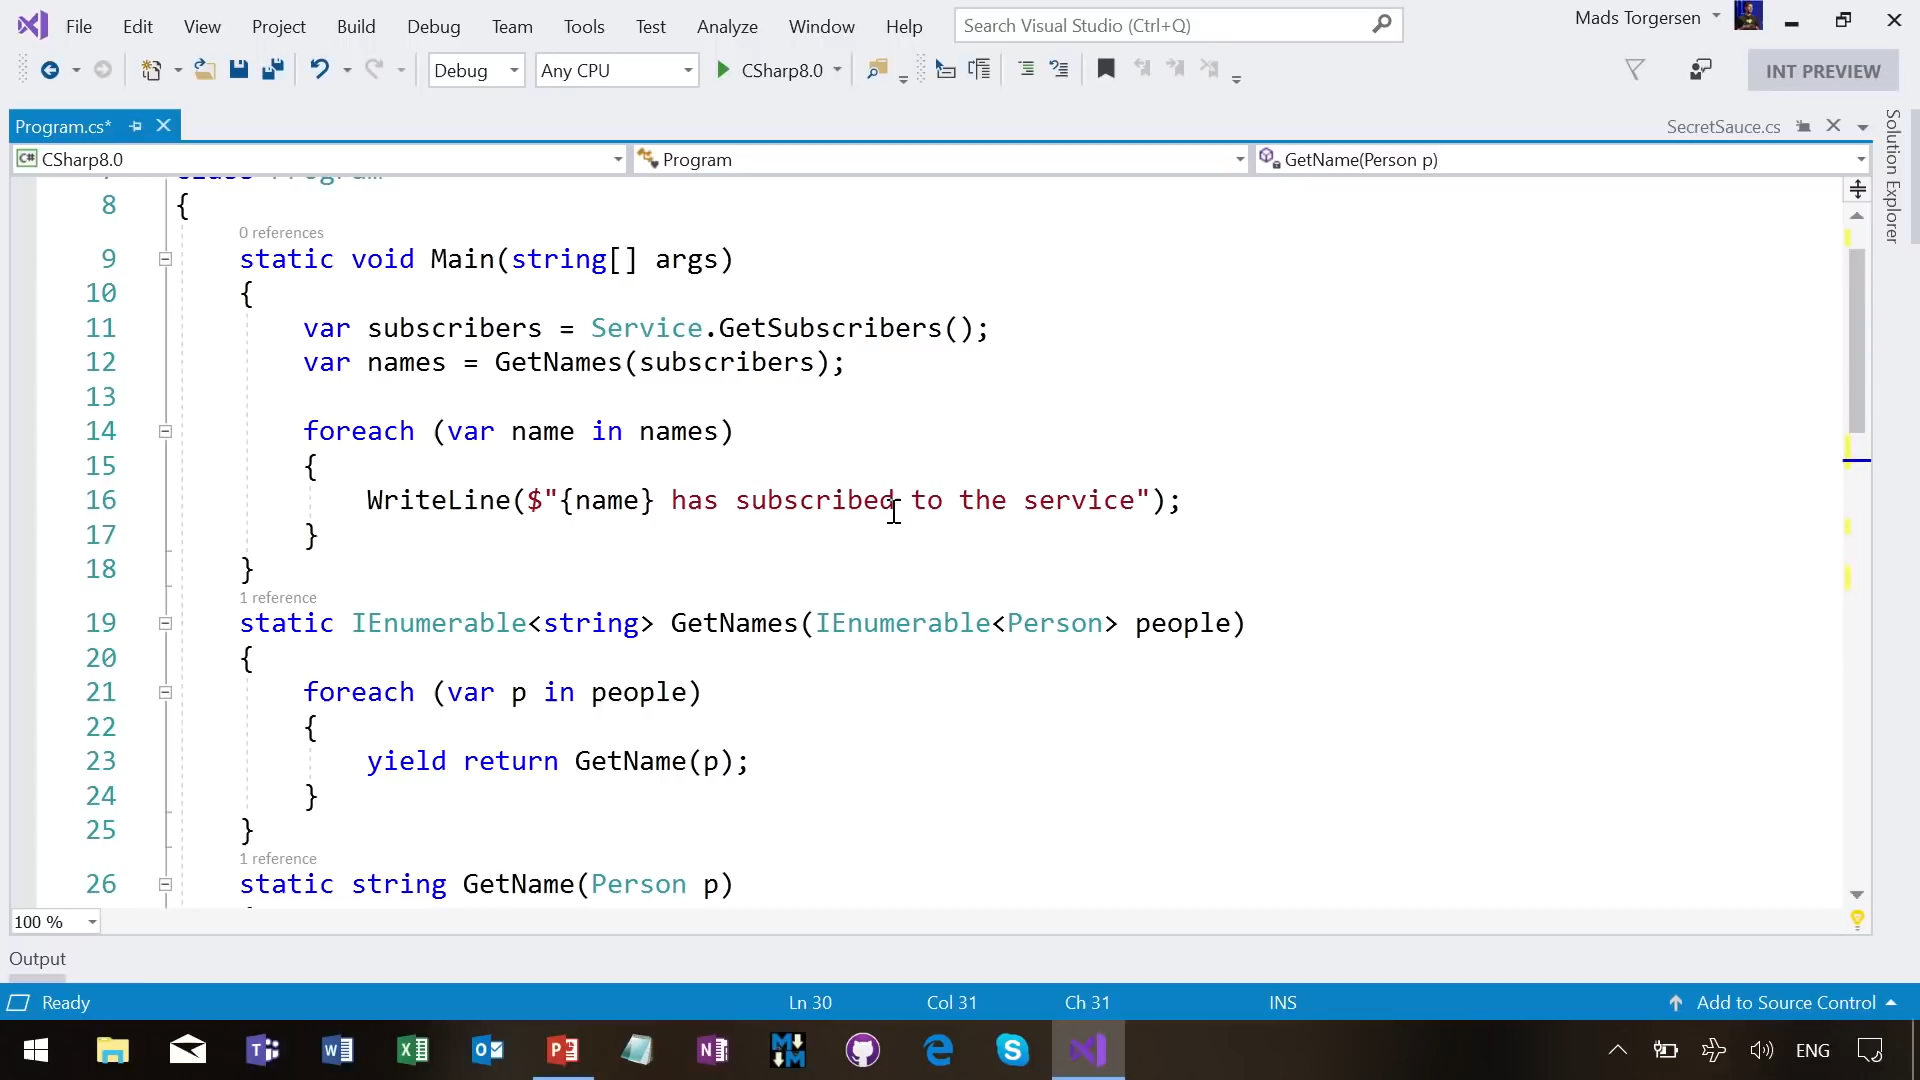 File Edit View Project Build Debug Team Tools Test Analyze Window Help Search Visual Studio (Ctrl+Q) Mads Torgersen
Debug Any CPU CSharp8.0 INT PREVIEW
Program.cs* SecretSauce.cs
CSharp8.0 Program GetName(Person p)
Solution Explorer
class Program
8 {
0 references
9 static void Main(string[] args)
10 {
11 var subscribers = Service.GetSubscribers();
12 var names = GetNames(subscribers);
13
14 foreach (var name in names)
15 {
16 WriteLine($"{name} has subscribed to the service");
17 }
18 }
1 reference
19 static IEnumerable<string> GetNames(IEnumerable<Person> people)
20 {
21 foreach (var p in people)
22 {
23 yield return GetName(p);
24 }
25 }
1 reference
26 static string GetName(Person p)
100 %
Output
Ready Ln 30 Col 31 Ch 31 INS Add to Source Control
ENG